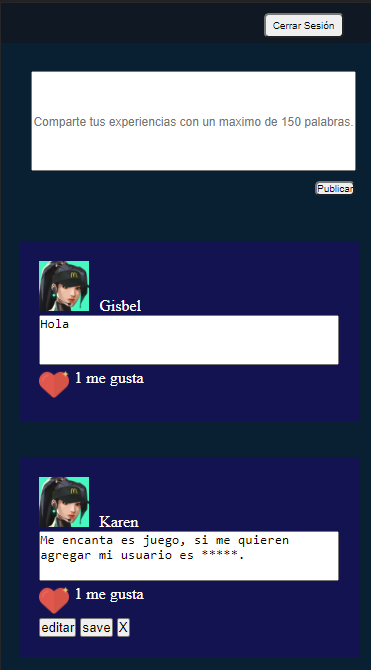 Cerrar Sesión
Comparte tus experiencias con un maximo de 150 palabras.
Publicar
Gisbel
Hola
1 me gusta
Karen
Me encanta es juego, si me quieren
agregar mi usuario es *****.
1 me gusta
editar save X